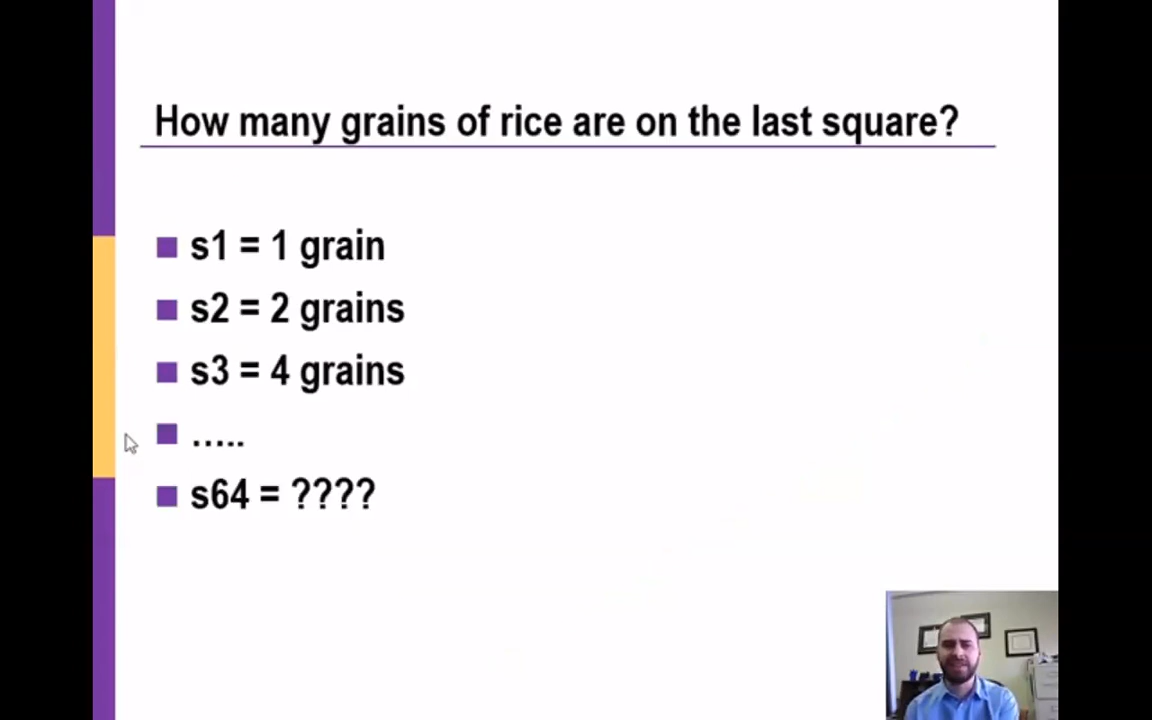 How many grains of rice are on the last square?
s1 = 1 grain
s2 = 2 grains
s3 = 4 grains
.....
s64 = ????